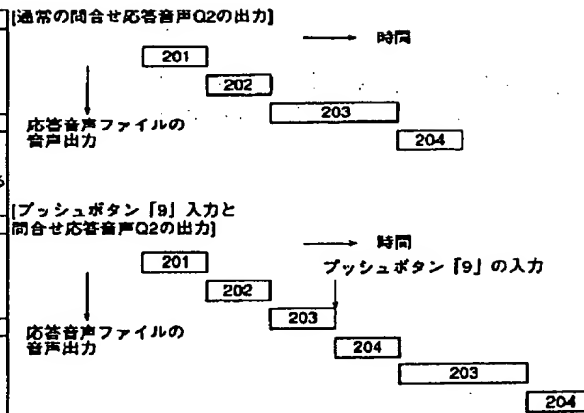 [通常の問合せ応答音声Q2の出力]
時間
201
202
203
204
応答音声ファイルの
音声出力
[プッシュボタン「9」入力と
問合せ応答音声Q2の出力]
時間
プッシュボタン「9」の入力
201
202
203
204
203
204
応答音声ファイルの
音声出力